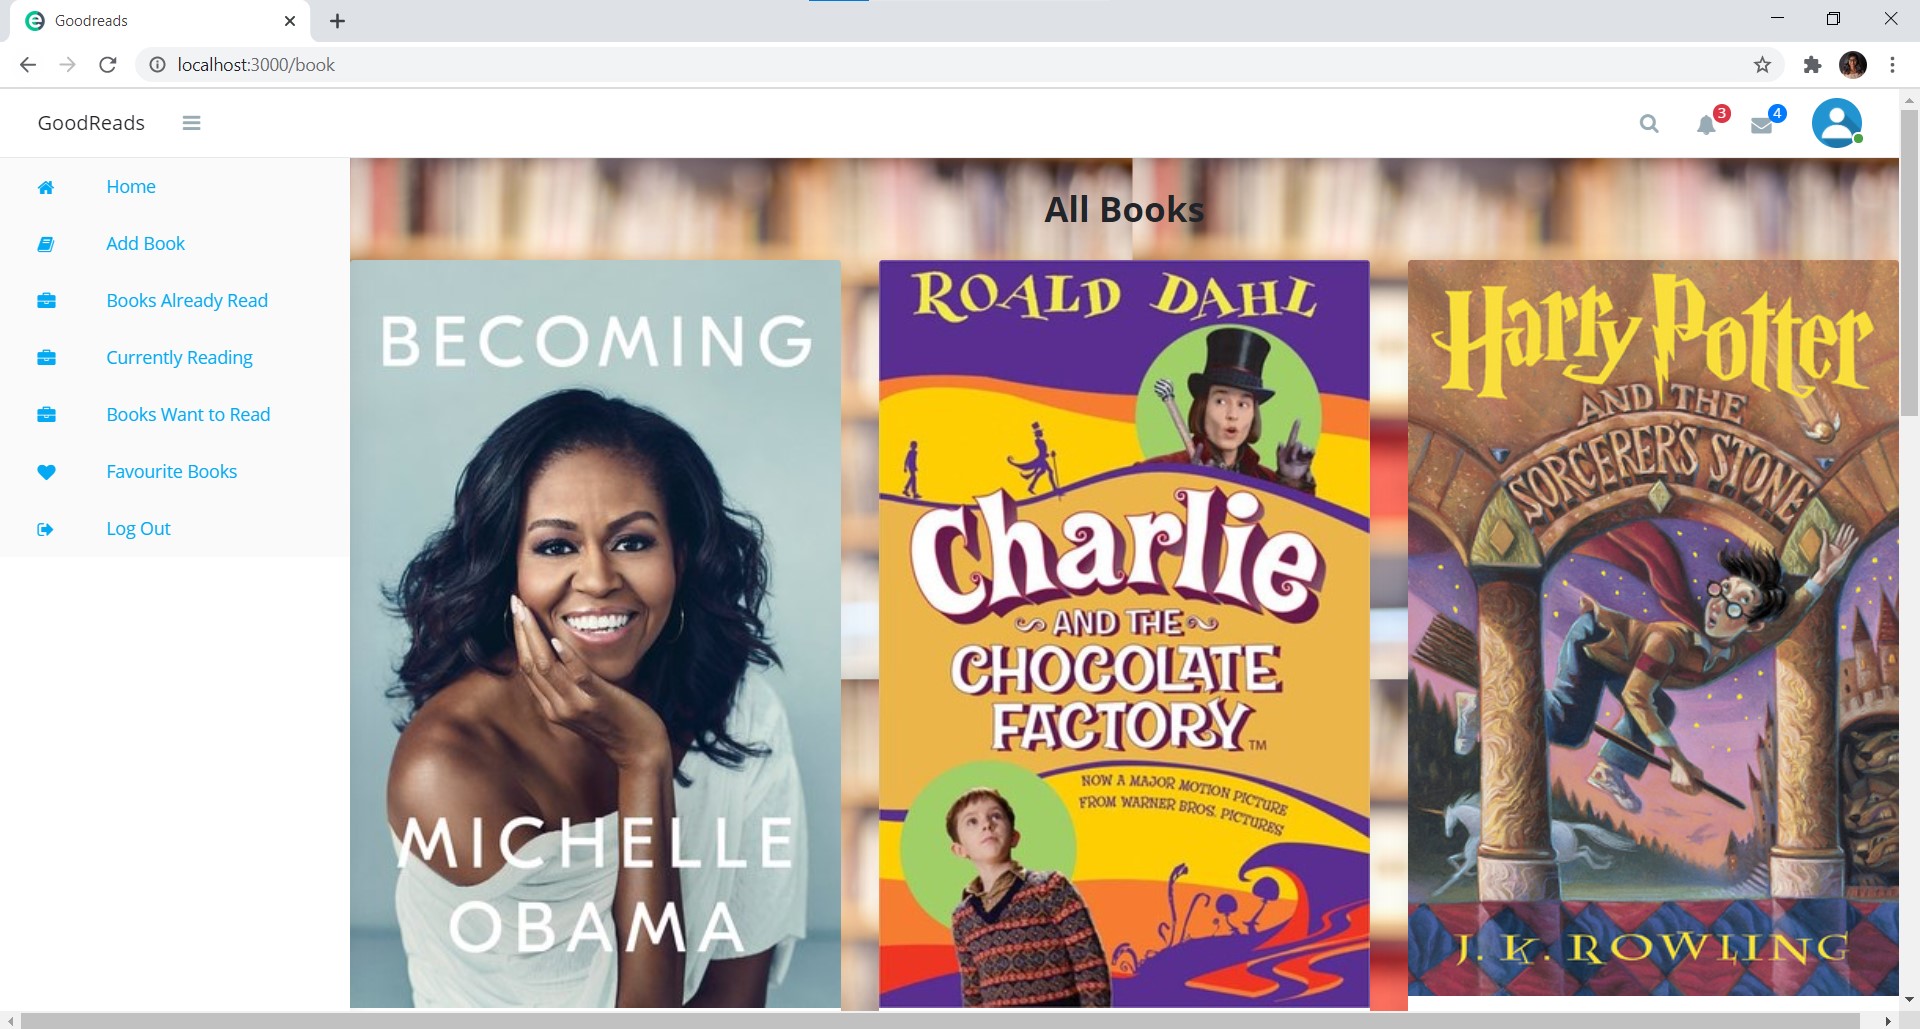 Goodreads
localhost:3000/book
GoodReads
3
4
Home
Add Book
Books Already Read
Currently Reading
Books Want to Read
Favourite Books
Log Out
All Books
BECOMING
MICHELLE
OBAMA
ROALD DAHL
Charlie
AND THE
CHOCOLATE
FACTORY™
NOW A MAJOR MOTION PICTURE
FROM WARNER BROS. PICTURES
Harry Potter
AND THE
SORCERER'S STONE
J. K. ROWLING